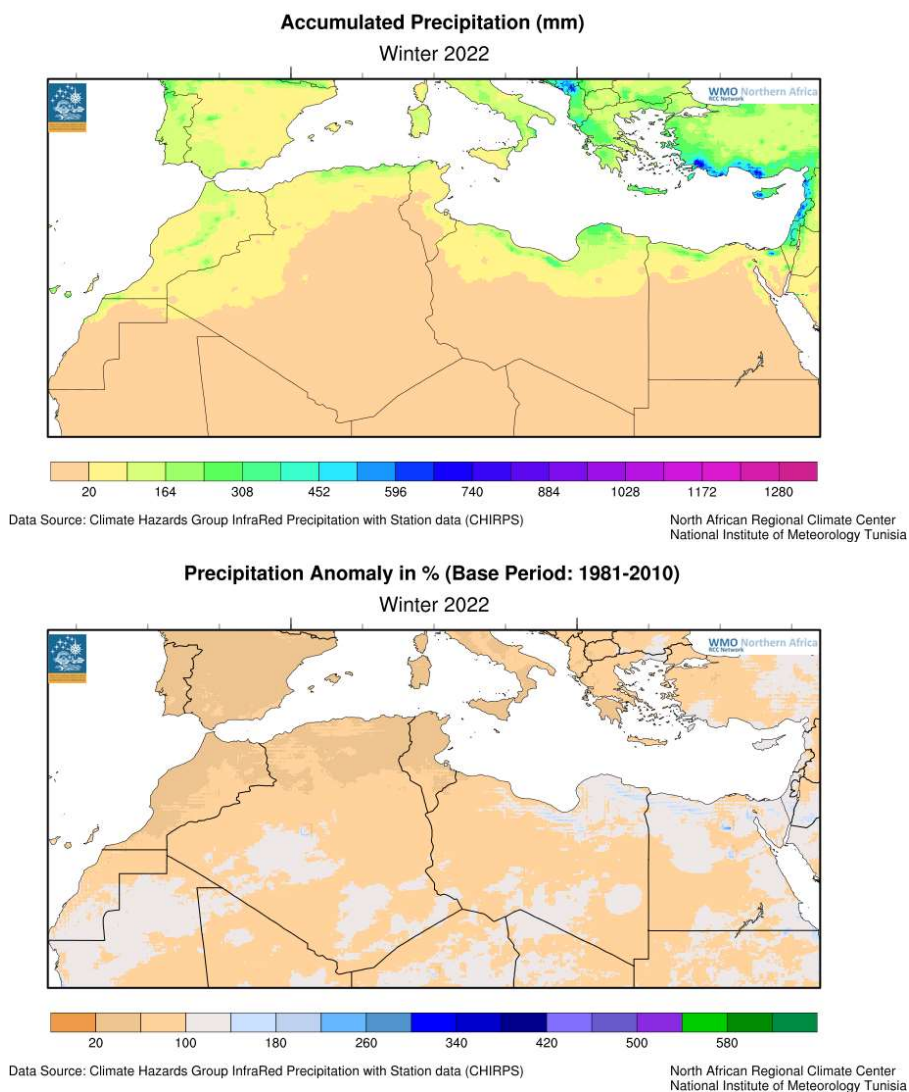 Accumulated Precipitation (mm)
Winter 2022
WMO Northern Africa
RCC Network
20 164 308 452 596 740 884 1028 1172 1280
Data Source: Climate Hazards Group InfraRed Precipitation with Station data (CHIRPS)
North African Regional Climate Center
National Institute of Meteorology Tunisia
Precipitation Anomaly in % (Base Period: 1981-2010)
Winter 2022
WMO Northern Africa
RCC Network
20 100 180 260 340 420 500 580
Data Source: Climate Hazards Group InfraRed Precipitation with Station data (CHIRPS)
North African Regional Climate Center
National Institute of Meteorology Tunisia